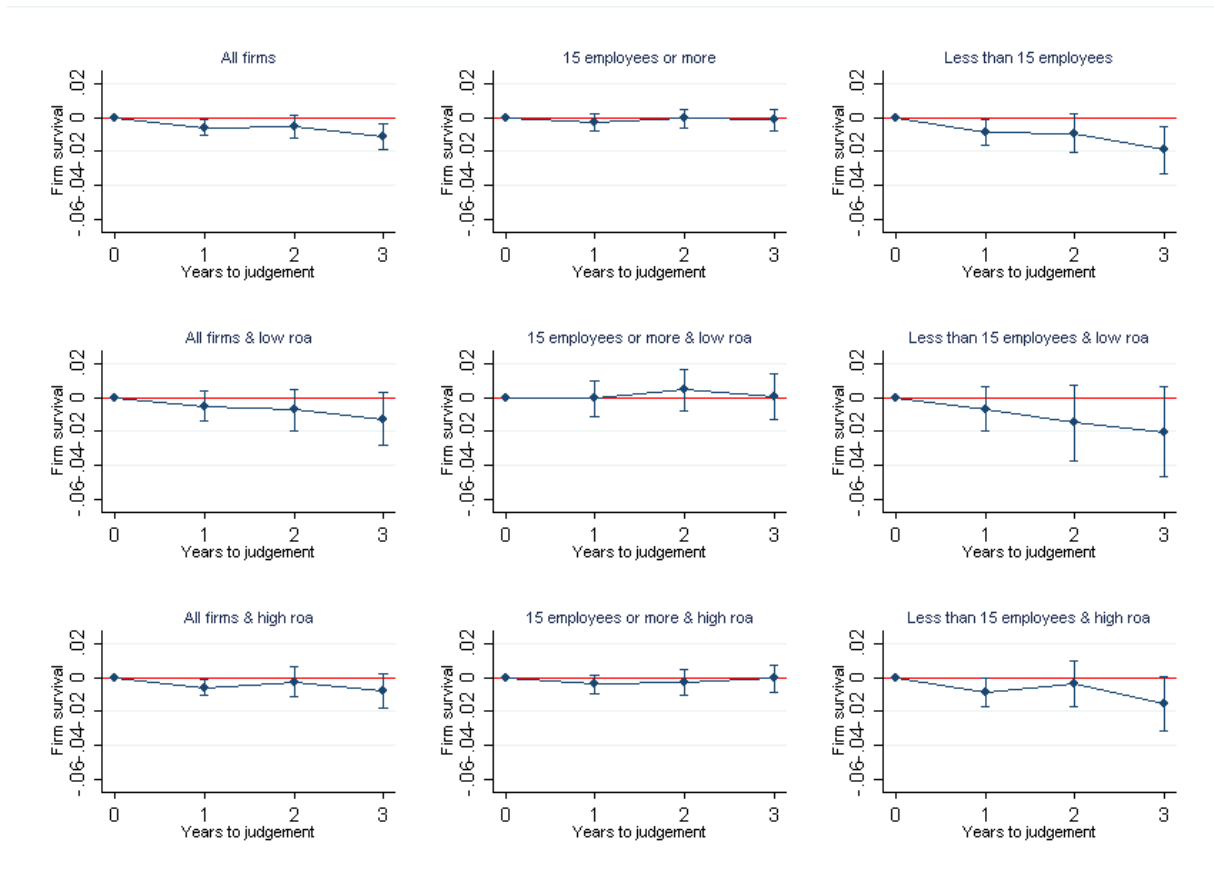 All firms
Firm survival
.02
0
-.02
-.04
-.06
0 1 2 3
Years to judgement
15 employees or more
Firm survival
.02
0
-.02
-.04
-.06
0 1 2 3
Years to judgement
Less than 15 employees
Firm survival
.02
0
-.02
-.04
-.06
0 1 2 3
Years to judgement
All firms & low roa
Firm survival
.02
0
-.02
-.04
-.06
0 1 2 3
Years to judgement
15 employees or more & low roa
Firm survival
.02
0
-.02
-.04
-.06
0 1 2 3
Years to judgement
Less than 15 employees & low roa
Firm survival
.02
0
-.02
-.04
-.06
0 1 2 3
Years to judgement
All firms & high roa
Firm survival
.02
0
-.02
-.04
-.06
0 1 2 3
Years to judgement
15 employees or more & high roa
Firm survival
.02
0
-.02
-.04
-.06
0 1 2 3
Years to judgement
Less than 15 employees & high roa
Firm survival
.02
0
-.02
-.04
-.06
0 1 2 3
Years to judgement